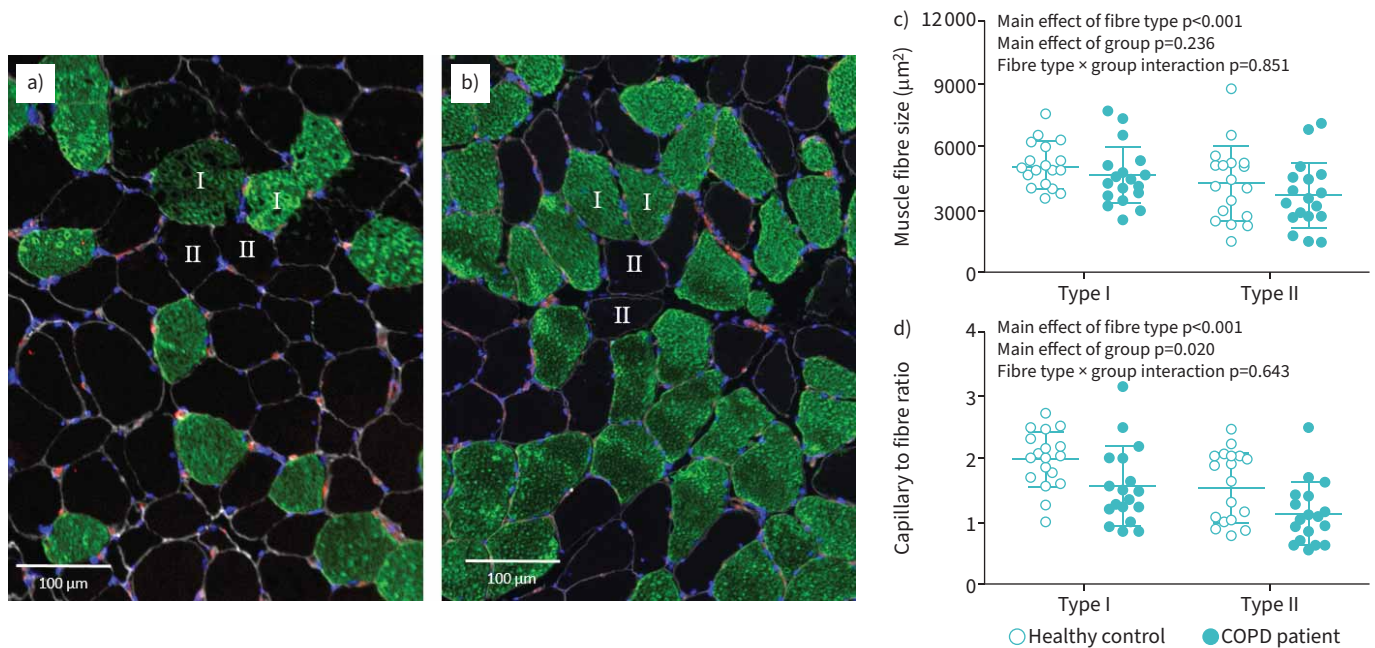 a)
I
I
II
II
100 µm
b)
I
I
II
II
100 µm
c)
Muscle fibre size (µm²)
12 000
9000
6000
3000
0
Main effect of fibre type p<0.001
Main effect of group p=0.236
Fibre type × group interaction p=0.851
Type I
Type II
d)
Capillary to fibre ratio
4
3
2
1
0
Main effect of fibre type p<0.001
Main effect of group p=0.020
Fibre type × group interaction p=0.643
Type I
Type II
Healthy control
COPD patient